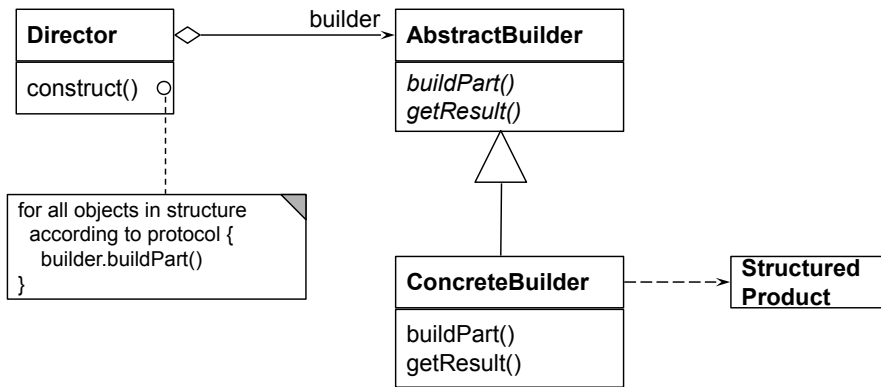 builder
Director
AbstractBuilder
construct()
buildPart()
getResult()
for all objects in structure
according to protocol {
builder.buildPart()
}
ConcreteBuilder
buildPart()
getResult()
Structured
Product